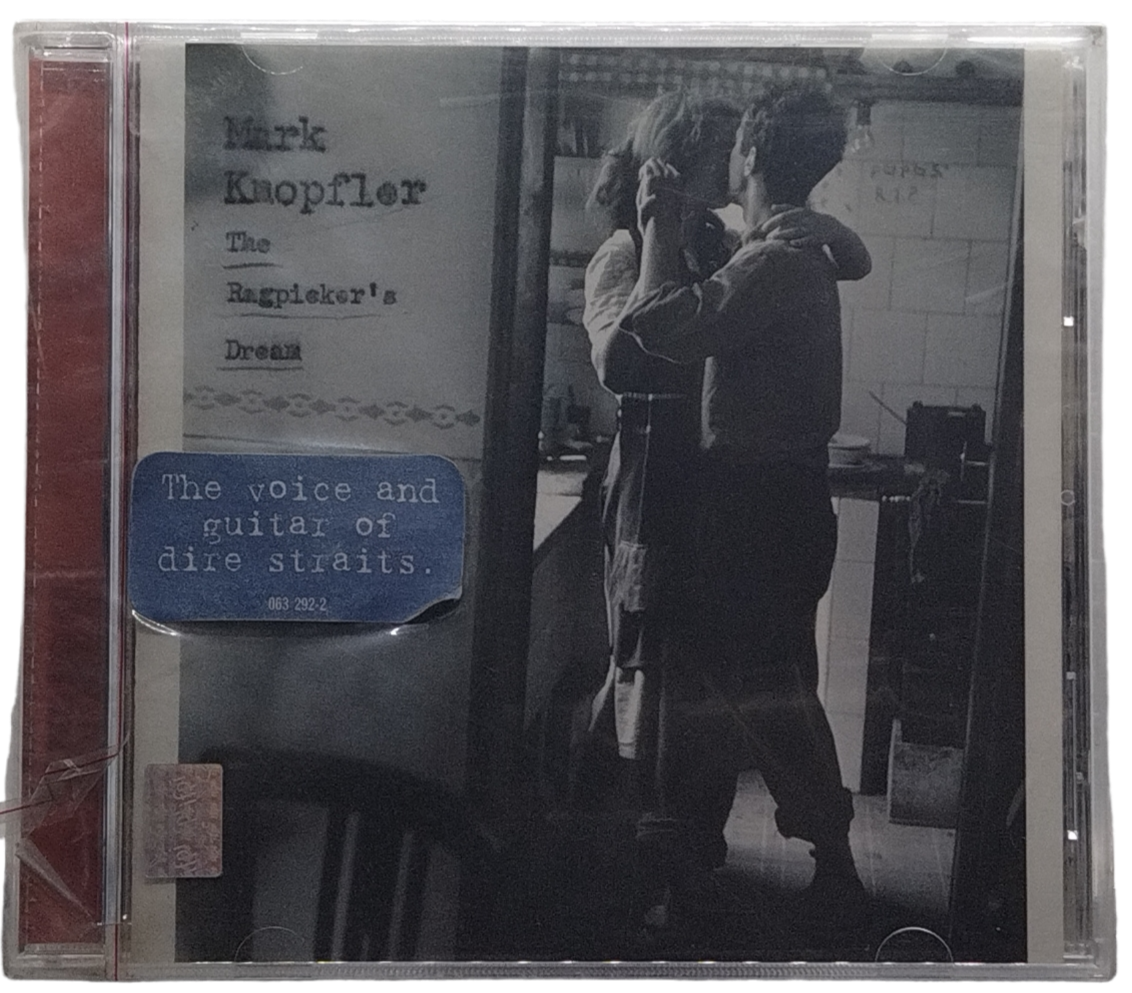 Mark
Knopfler
The
Ragpicker's
Dream
The voice and
guitar of
dire straits.
063 292-2